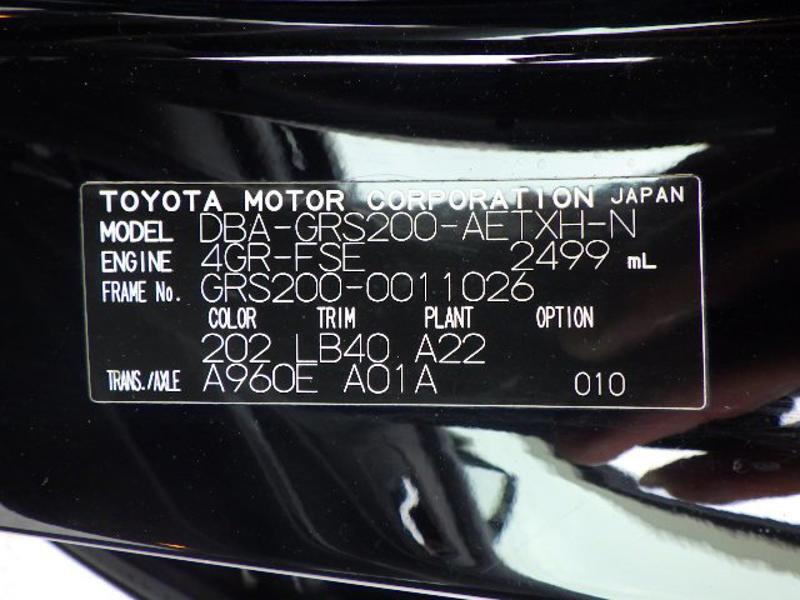 TOYOTA MOTOR CORPORATION JAPAN
MODEL DBA-GRS200-AETXH-N
ENGINE 4GR-FSE 2499 mL
FRAME No. GRS200-0011026
COLOR TRIM PLANT OPTION
202 LB40 A22
TRANS./AXLE A960E A01A 010